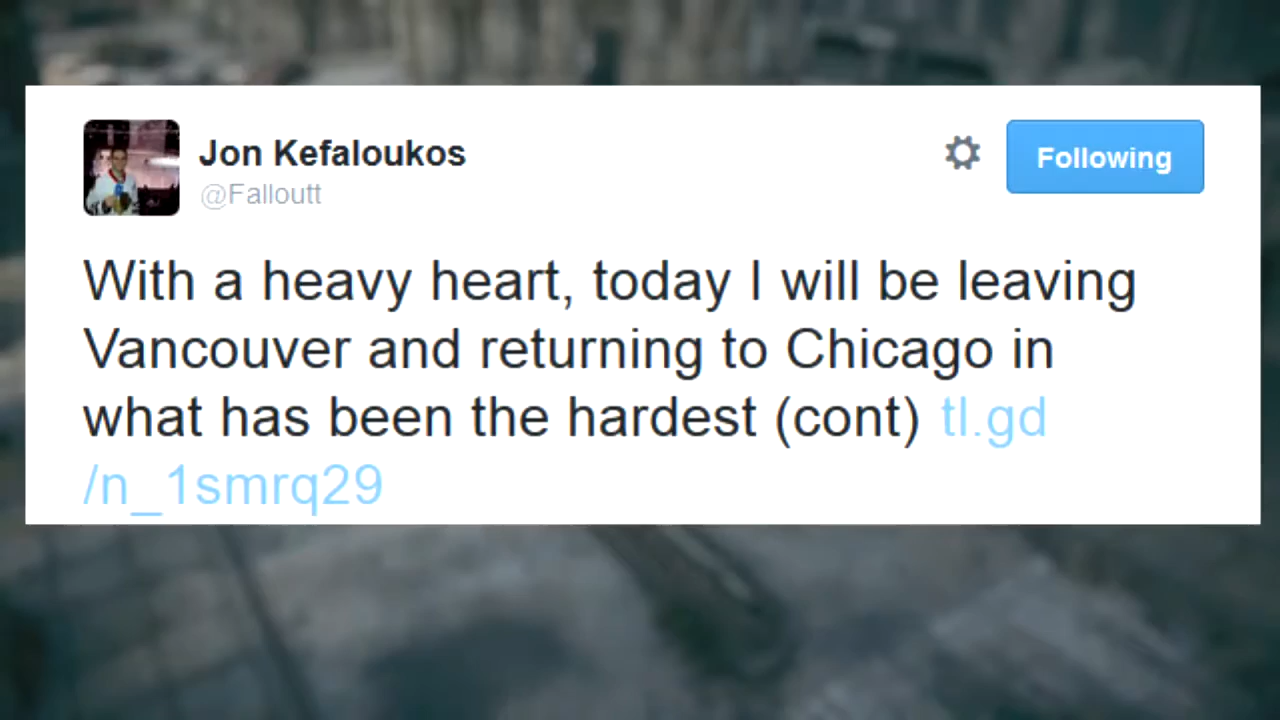 Jon Kefaloukos
@Falloutt
Following
With a heavy heart, today I will be leaving
Vancouver and returning to Chicago in
what has been the hardest (cont) tl.gd
/n_1smrq29